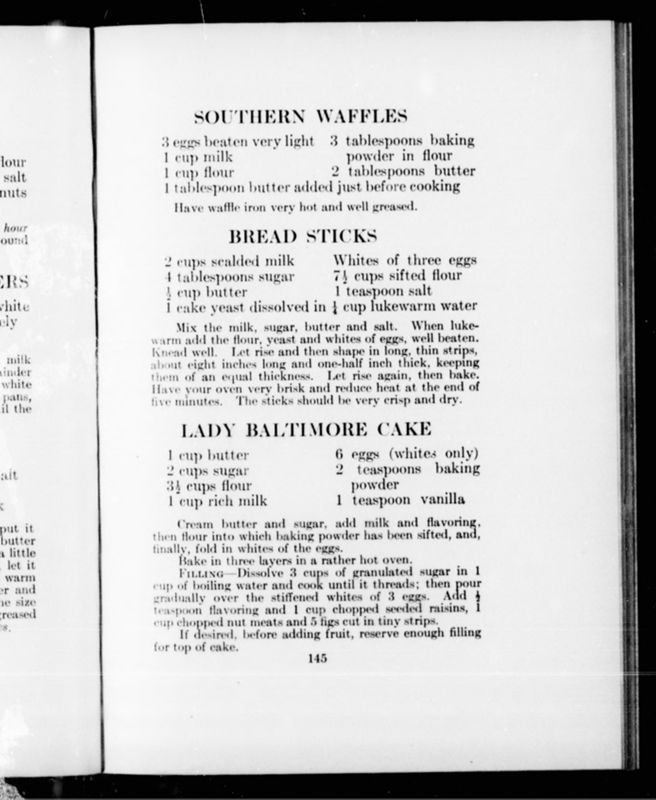 lour
salt
nuts
hour
ound
ERS
white
ely
milk
ainder
white
pans,
il the
ait
put it
butter
a little
let it
warm
er and
he size
greased
SOUTHERN WAFFLES
3 eggs beaten very light 3 tablespoons baking
1 cup milk powder in flour
1 cup flour 2 tablespoons butter
1 tablespoon butter added just before cooking
Have waffle iron very hot and well greased.
BREAD STICKS
2 cups scalded milk Whites of three eggs
4 tablespoons sugar 7½ cups sifted flour
½ cup butter 1 teaspoon salt
1 cake yeast dissolved in ¼ cup lukewarm water
Mix the milk, sugar, butter and salt. When luke-
warm add the flour, yeast and whites of eggs, well beaten.
Knead well. Let rise and then shape in long, thin strips,
about eight inches long and one-half inch thick, keeping
them of an equal thickness. Let rise again, then bake.
Have your oven very brisk and reduce heat at the end of
five minutes. The sticks should be very crisp and dry.
LADY BALTIMORE CAKE
1 cup butter 6 eggs (whites only)
2 cups sugar 2 teaspoons baking
3½ cups flour powder
1 cup rich milk 1 teaspoon vanilla
Cream butter and sugar, add milk and flavoring,
then flour into which baking powder has been sifted, and,
finally, fold in whites of the eggs.
Bake in three layers in a rather hot oven.
FILLING—Dissolve 3 cups of granulated sugar in 1
cup of boiling water and cook until it threads; then pour
gradually over the stiffened whites of 3 eggs. Add ½
teaspoon flavoring and 1 cup chopped seeded raisins, 1
cup chopped nut meats and 5 figs cut in tiny strips.
If desired, before adding fruit, reserve enough filling
for top of cake.
145